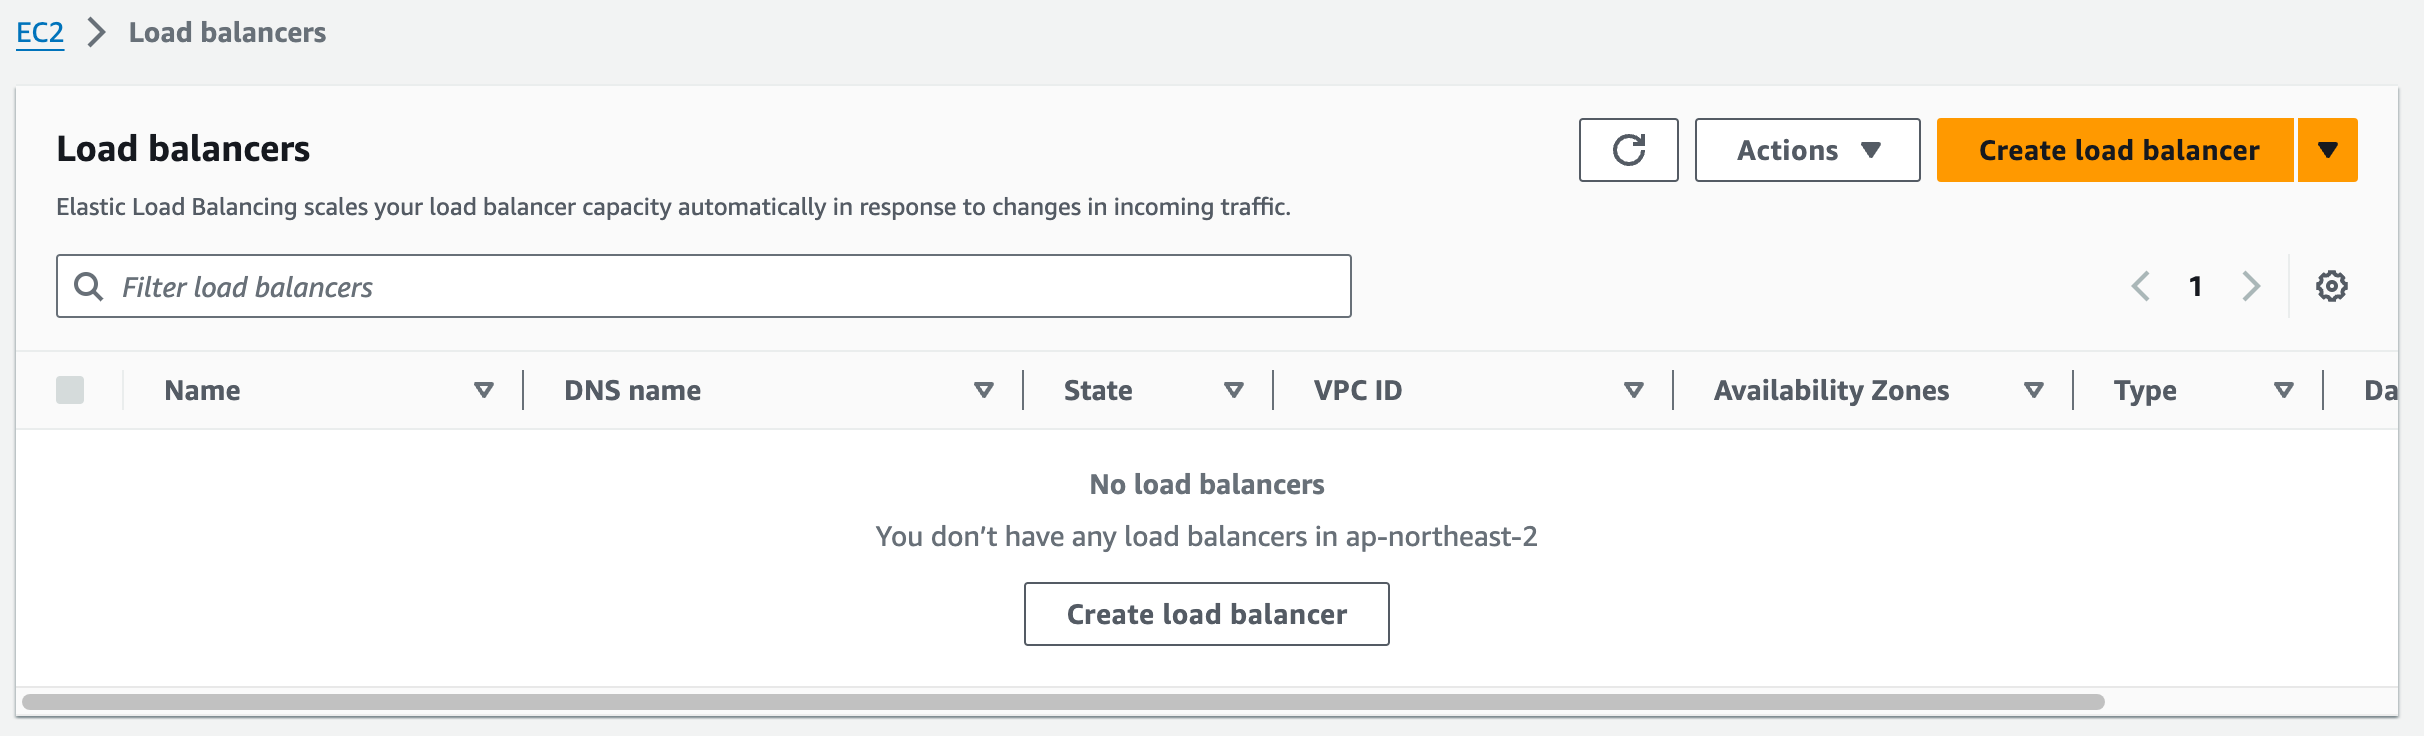 EC2 Load balancers
Load balancers
Actions
Create load balancer
Elastic Load Balancing scales your load balancer capacity automatically in response to changes in incoming traffic.
Filter load balancers
1
Name DNS name State VPC ID Availability Zones Type Da
No load balancers
You don’t have any load balancers in ap-northeast-2
Create load balancer